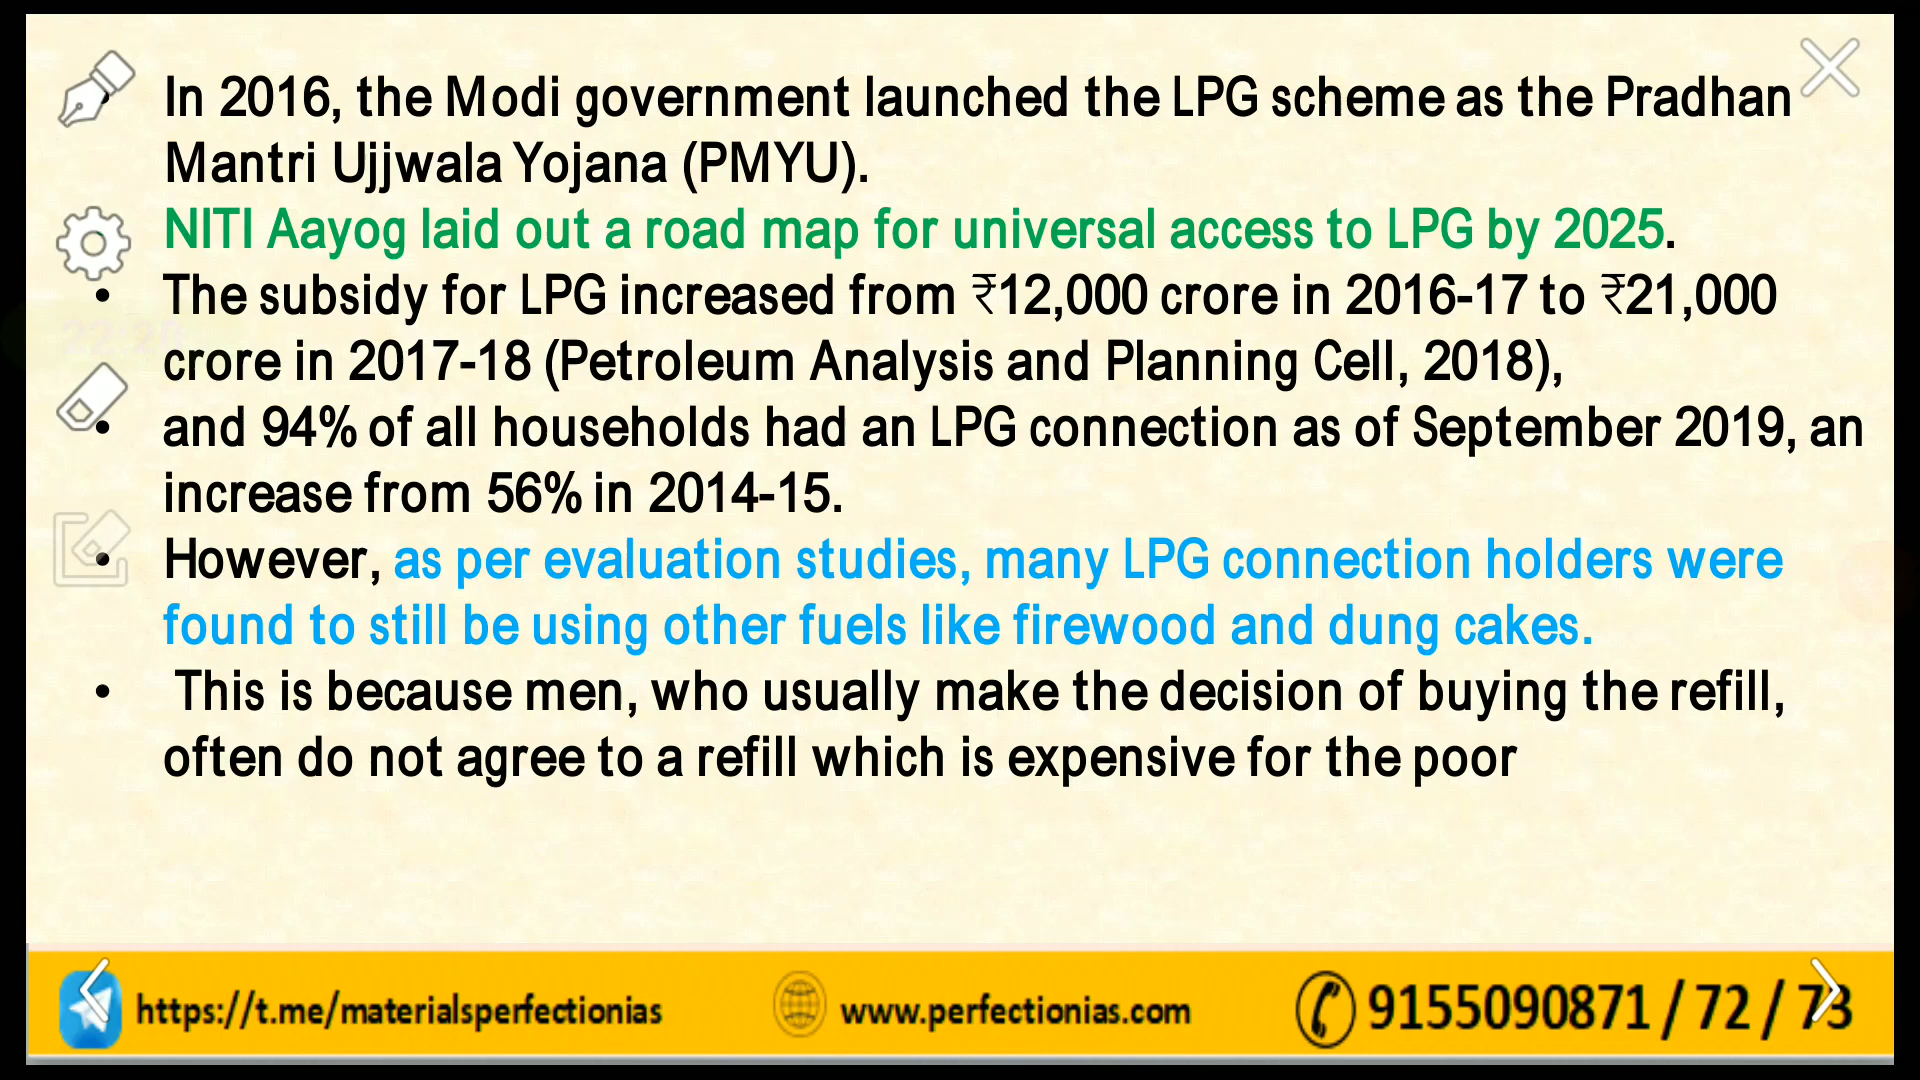 • In 2016, the Modi government launched the LPG scheme as the Pradhan
Mantri Ujjwala Yojana (PMYU).
NITI Aayog laid out a road map for universal access to LPG by 2025.
• The subsidy for LPG increased from ₹12,000 crore in 2016-17 to ₹21,000
crore in 2017-18 (Petroleum Analysis and Planning Cell, 2018),
• and 94% of all households had an LPG connection as of September 2019, an
increase from 56% in 2014-15.
• However, as per evaluation studies, many LPG connection holders were
found to still be using other fuels like firewood and dung cakes.
• This is because men, who usually make the decision of buying the refill,
often do not agree to a refill which is expensive for the poor
https://t.me/materialsperfectionias www.perfectionias.com 9155090871 / 72 / 73